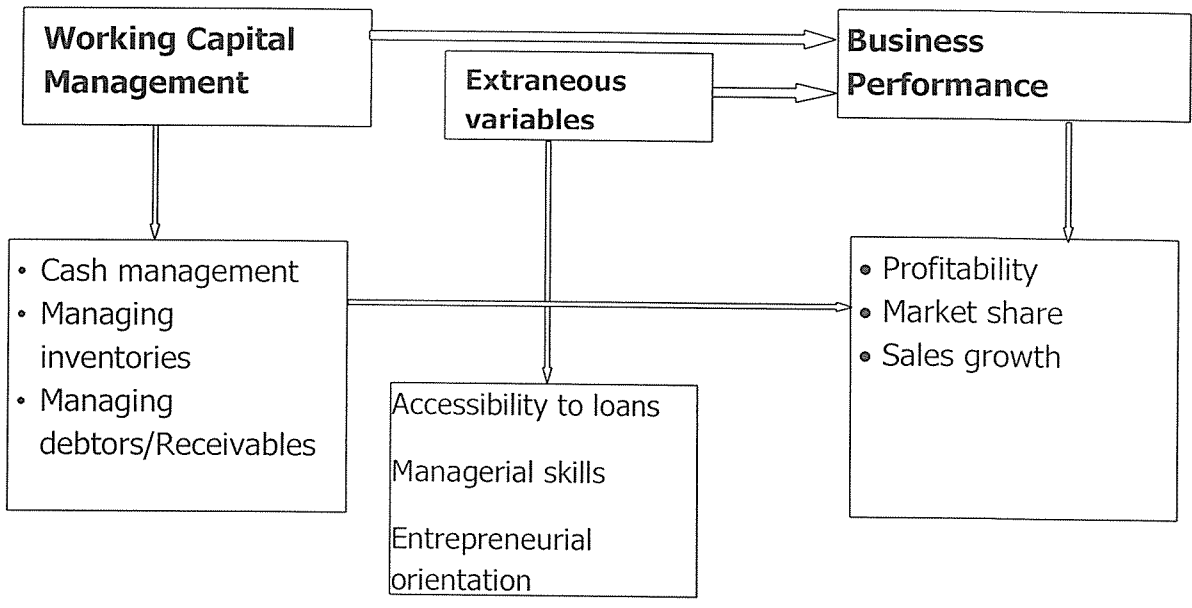 Working Capital
Management
Extraneous
variables
Business
Performance
• Cash management
• Managing
inventories
• Managing
debtors/Receivables
Accessibility to loans
Managerial skills
Entrepreneurial
orientation
• Profitability
• Market share
• Sales growth